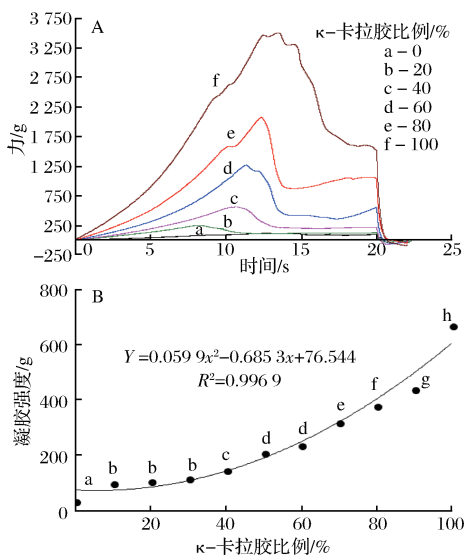 A
κ-卡拉胶比例/%
a-0
b-20
c-40
d-60
e-80
f-100
3 750
3 250
2 750
2 250
1 750
1 250
750
250
-250
力/g
f
e
d
c
b
a
0
5
10
15
20
25
时间/s
B
800
600
400
200
0
凝胶强度/g
Y=0.059 9x²-0.685 3x+76.544
R²=0.996 9
a
b
b
b
c
d
d
e
f
g
h
20
40
60
80
100
κ-卡拉胶比例/%